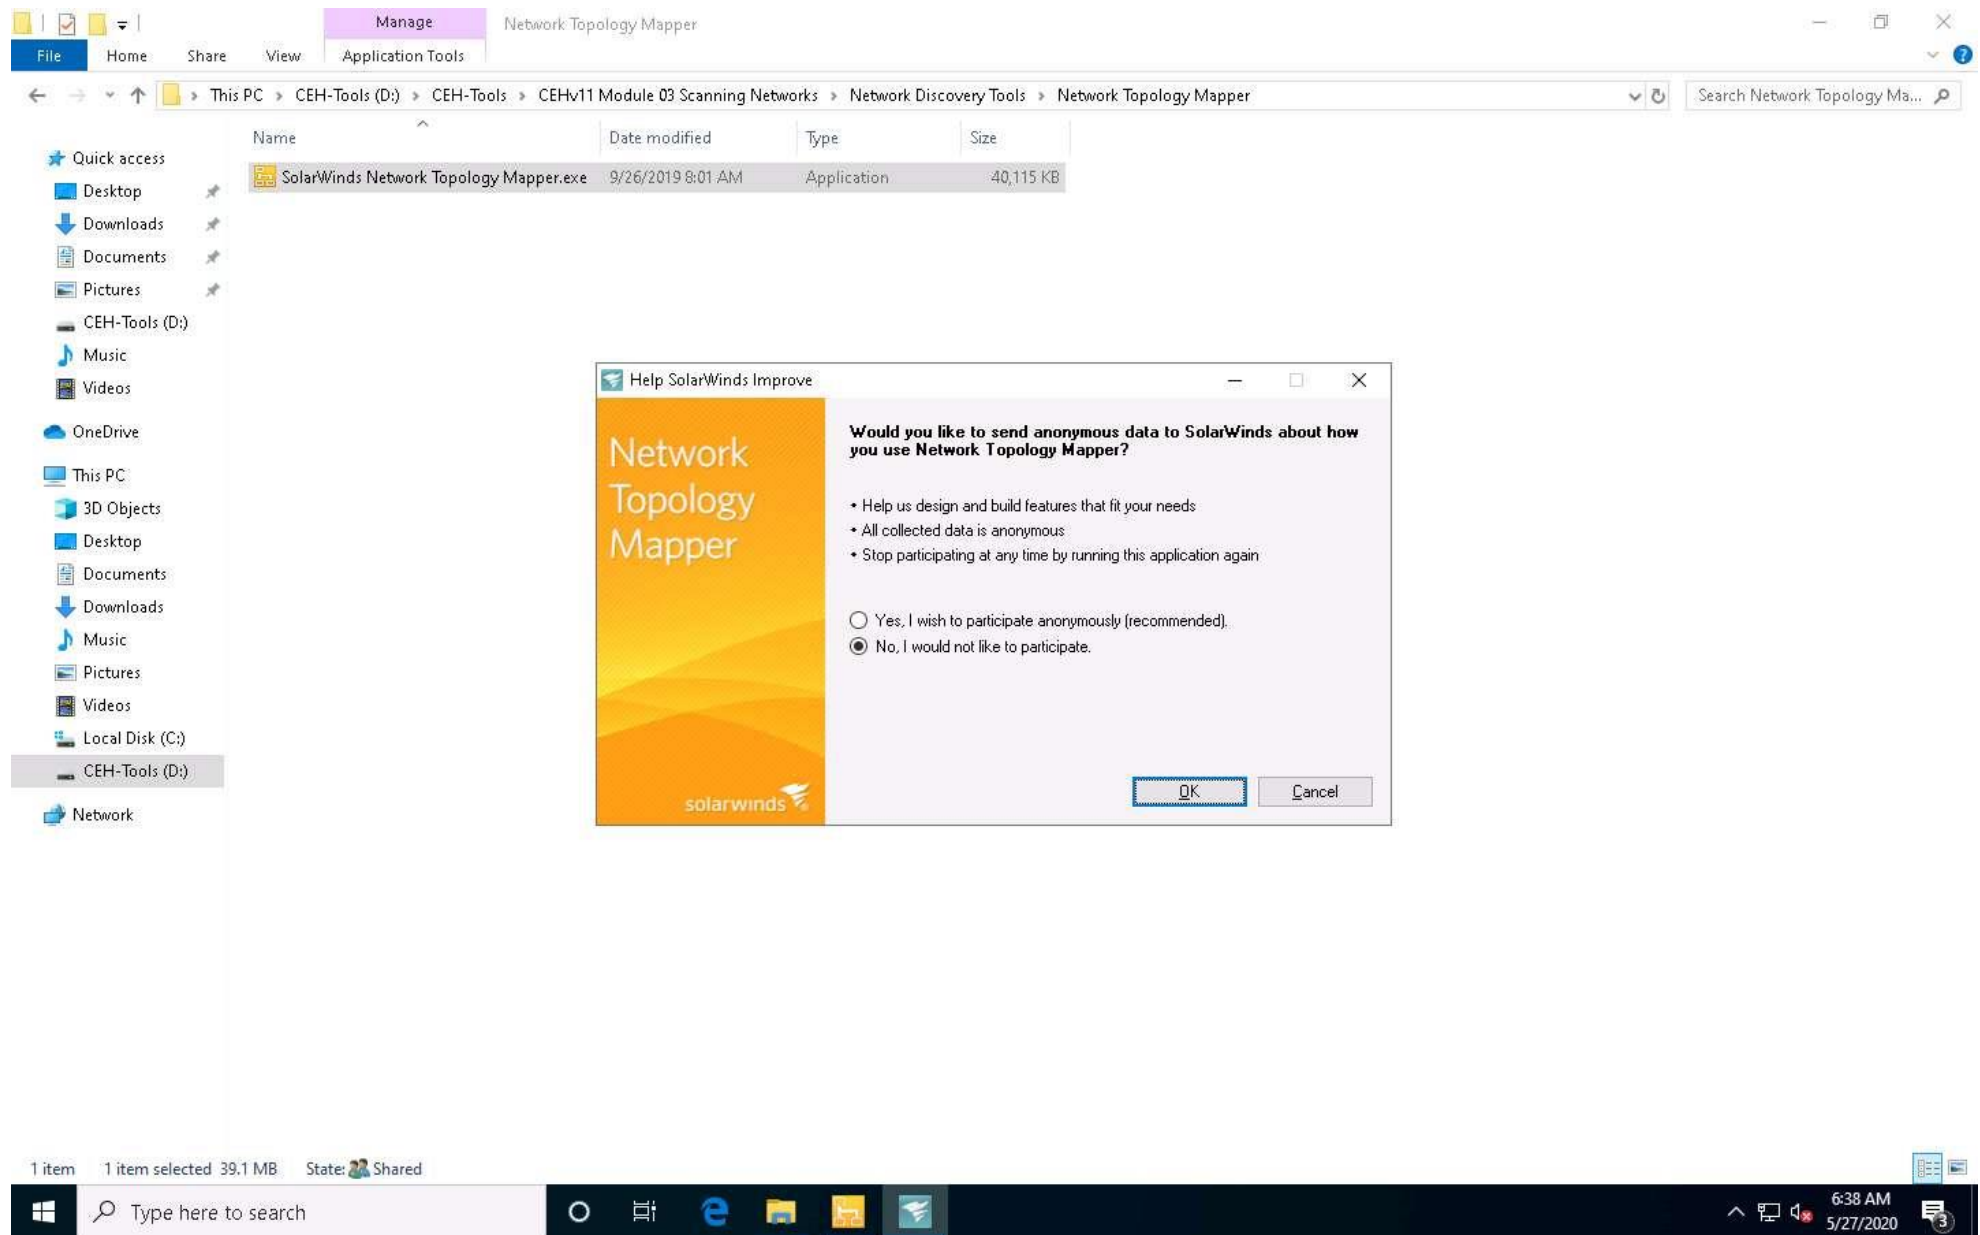 Manage
Network Topology Mapper
File
Home
Share
View
Application Tools
This PC > CEH-Tools (D:) > CEH-Tools > CEHv11 Module 03 Scanning Networks > Network Discovery Tools > Network Topology Mapper
Search Network Topology Ma...
Name
Date modified
Type
Size
SolarWinds Network Topology Mapper.exe
9/26/2019 8:01 AM
Application
40,115 KB
Quick access
Desktop
Downloads
Documents
Pictures
CEH-Tools (D:)
Music
Videos
OneDrive
This PC
3D Objects
Desktop
Documents
Downloads
Music
Pictures
Videos
Local Disk (C:)
CEH-Tools (D:)
Network
Help SolarWinds Improve
Network
Topology
Mapper
solarwinds
Would you like to send anonymous data to SolarWinds about how
you use Network Topology Mapper?
• Help us design and build features that fit your needs
• All collected data is anonymous
• Stop participating at any time by running this application again
Yes, I wish to participate anonymously (recommended).
No, I would not like to participate.
OK
Cancel
1 item
1 item selected 39.1 MB
State: Shared
Type here to search
6:38 AM
5/27/2020
3